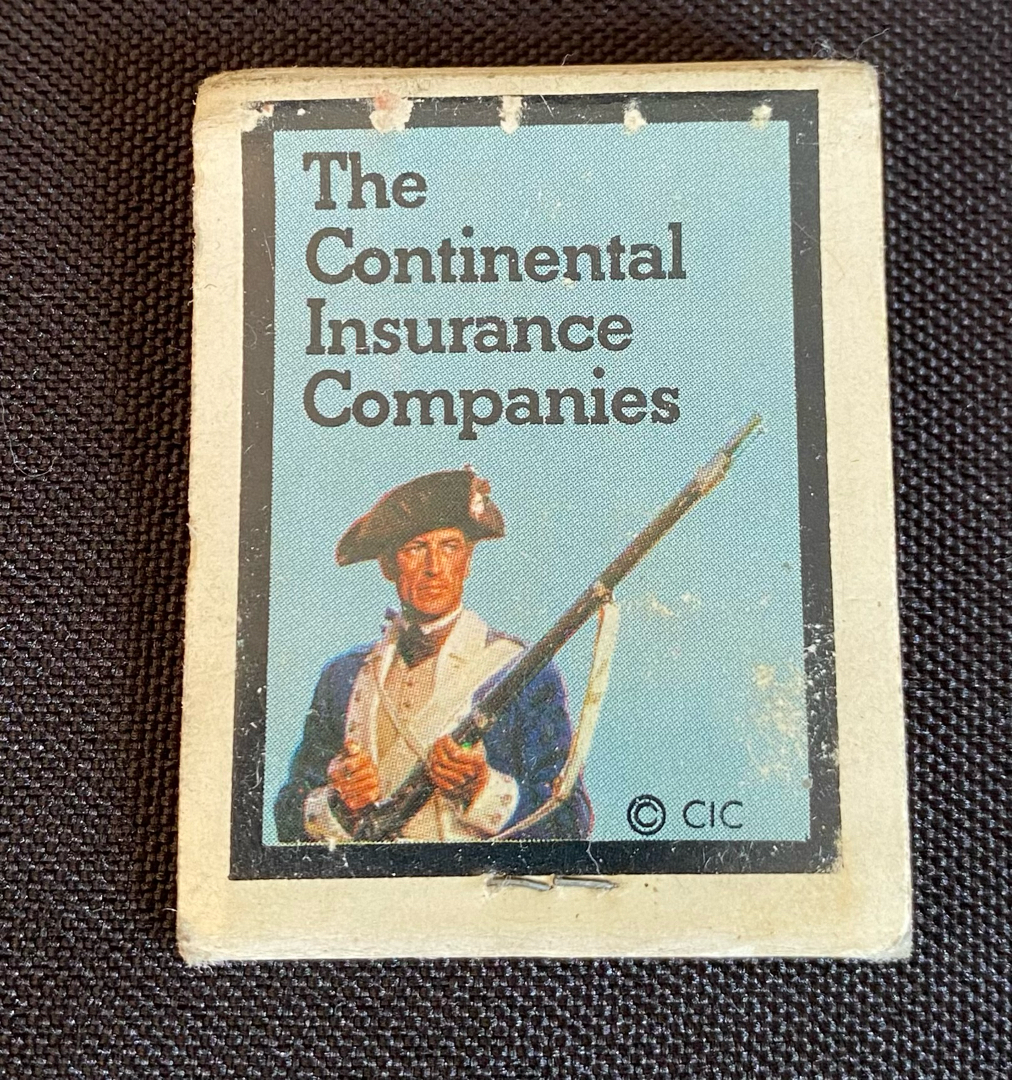 The
Continental
Insurance
Companies
© CIC